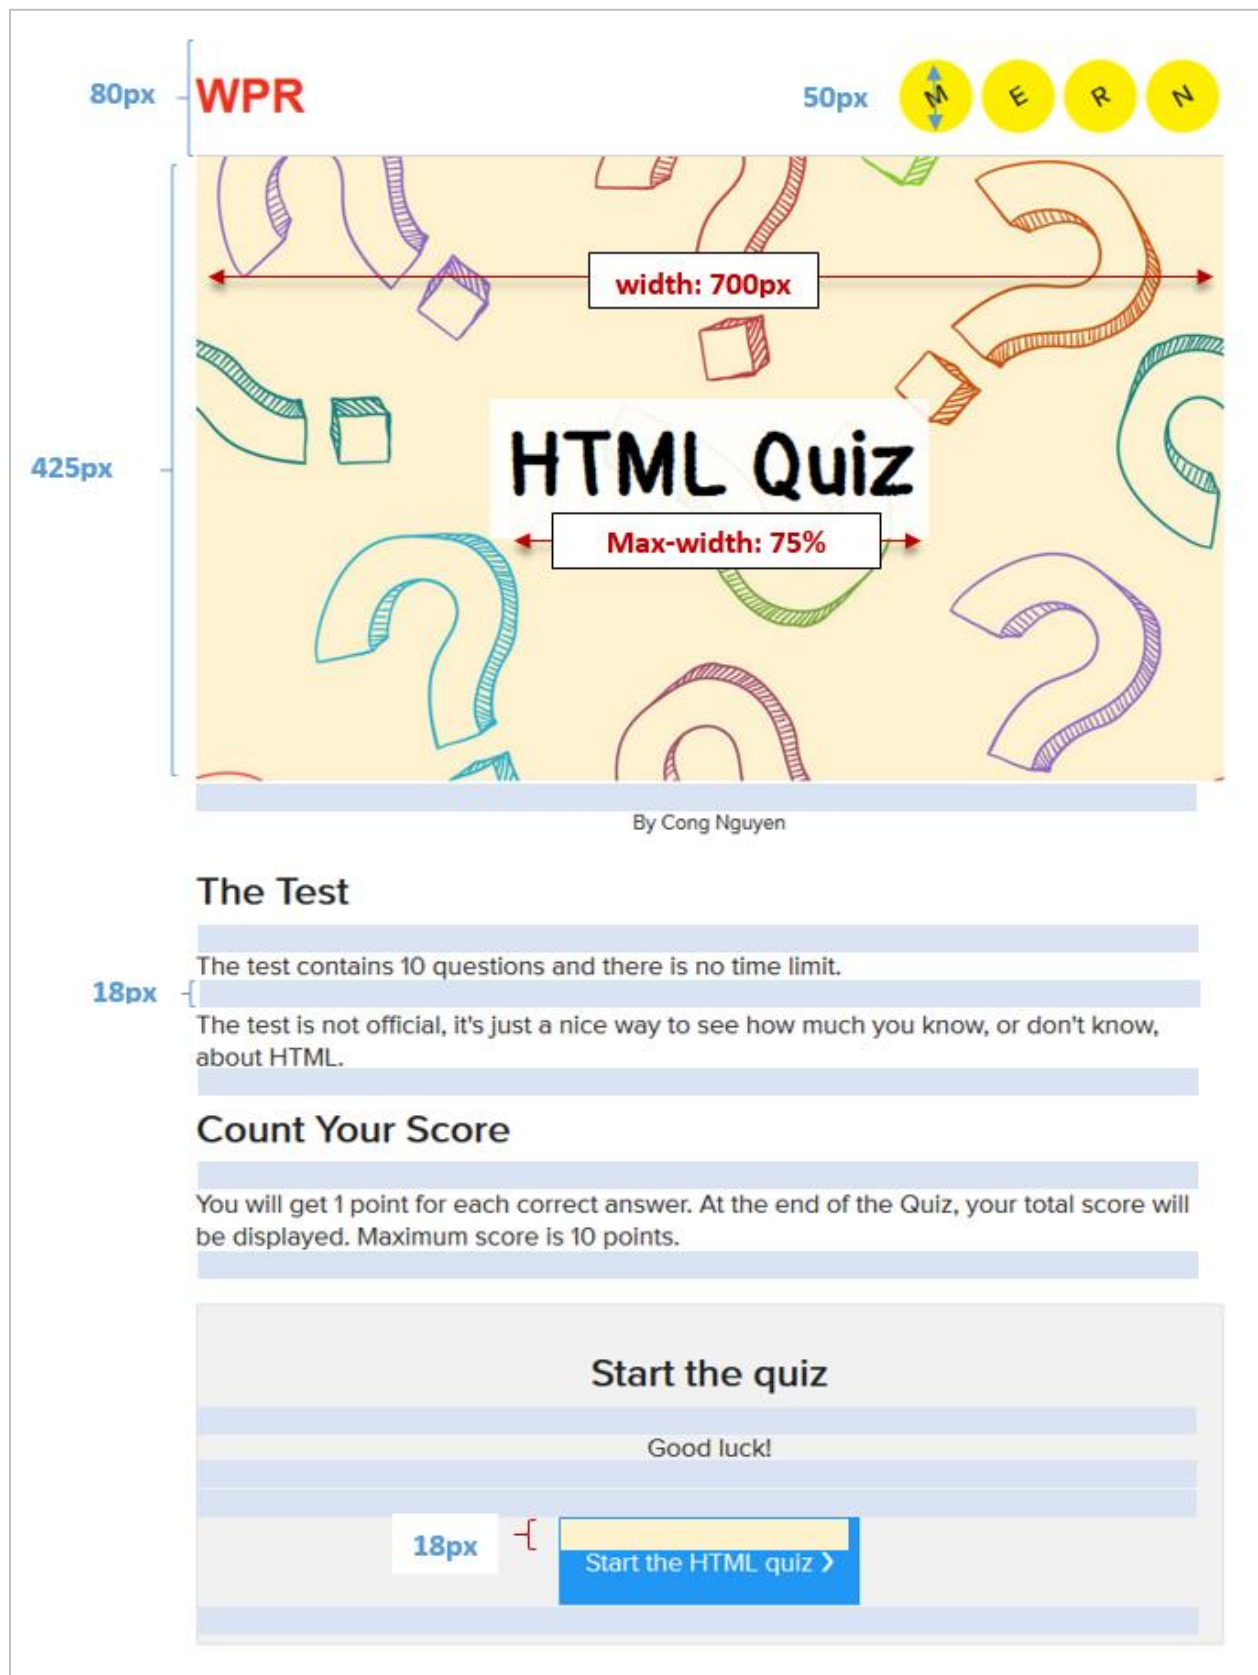 80px
WPR
50px
M
E
R
N
width: 700px
HTML Quiz
Max-width: 75%
425px
By Cong Nguyen
The Test
The test contains 10 questions and there is no time limit.
18px
The test is not official, it's just a nice way to see how much you know, or don't know,
about HTML.
Count Your Score
You will get 1 point for each correct answer. At the end of the Quiz, your total score will
be displayed. Maximum score is 10 points.
Start the quiz
Good luck!
18px
Start the HTML quiz ❯